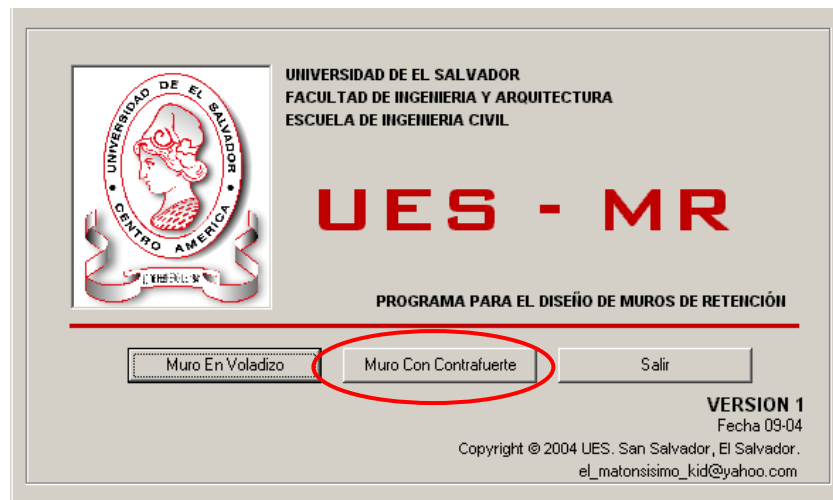 UNIVERSIDAD DE EL SALVADOR
CENTRO AMERICA
UNIVERSIDAD DE EL SALVADOR
FACULTAD DE INGENIERIA Y ARQUITECTURA
ESCUELA DE INGENIERIA CIVIL
UES - MR
PROGRAMA PARA EL DISEÑO DE MUROS DE RETENCIÓN
Muro En Voladizo
Muro Con Contrafuerte
Salir
VERSION 1
Fecha 09-04
Copyright © 2004 UES. San Salvador, El Salvador.
el_matonsisimo_kid@yahoo.com